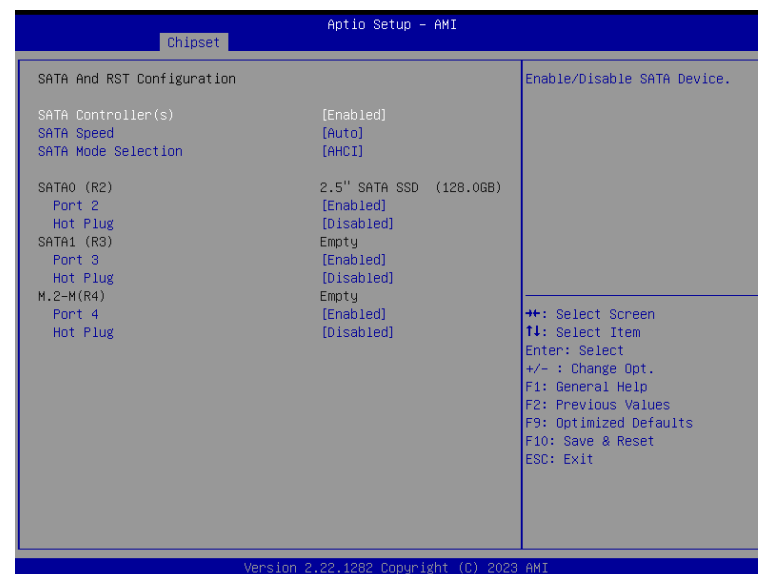 Aptio Setup – AMI
Chipset
SATA And RST Configuration
SATA Controller(s) [Enabled]
SATA Speed [Auto]
SATA Mode Selection [AHCI]
SATA0 (R2) 2.5'' SATA SSD (128.0GB)
Port 2 [Enabled]
Hot Plug [Disabled]
SATA1 (R3) Empty
Port 3 [Enabled]
Hot Plug [Disabled]
M.2-M(R4) Empty
Port 4 [Enabled]
Hot Plug [Disabled]
Enable/Disable SATA Device.
→←: Select Screen
↑↓: Select Item
Enter: Select
+/- : Change Opt.
F1: General Help
F2: Previous Values
F9: Optimized Defaults
F10: Save & Reset
ESC: Exit
Version 2.22.1282 Copyright (C) 2023 AMI